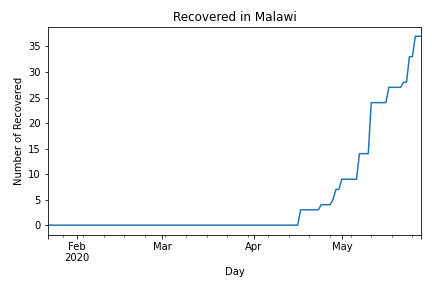 Recovered in Malawi
Number of Recovered
35
30
25
20
15
10
5
0
Feb
2020
Mar
Apr
May
Day